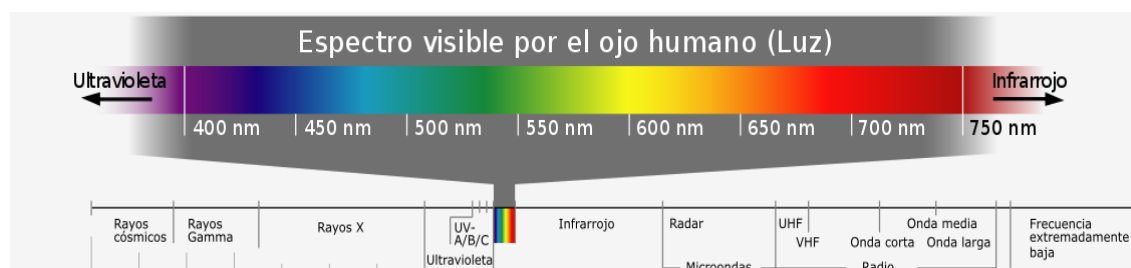 Espectro visible por el ojo humano (Luz)
Ultravioleta
Infrarrojo
400 nm
450 nm
500 nm
550 nm
600 nm
650 nm
700 nm
750 nm
Rayos
cósmicos
Rayos
Gamma
Rayos X
UV-
A/B/C
Ultravioleta
Infrarrojo
Radar
Microondas
UHF
VHF
Onda corta
Onda media
Onda larga
Radio
Frecuencia
extremadamente
baja